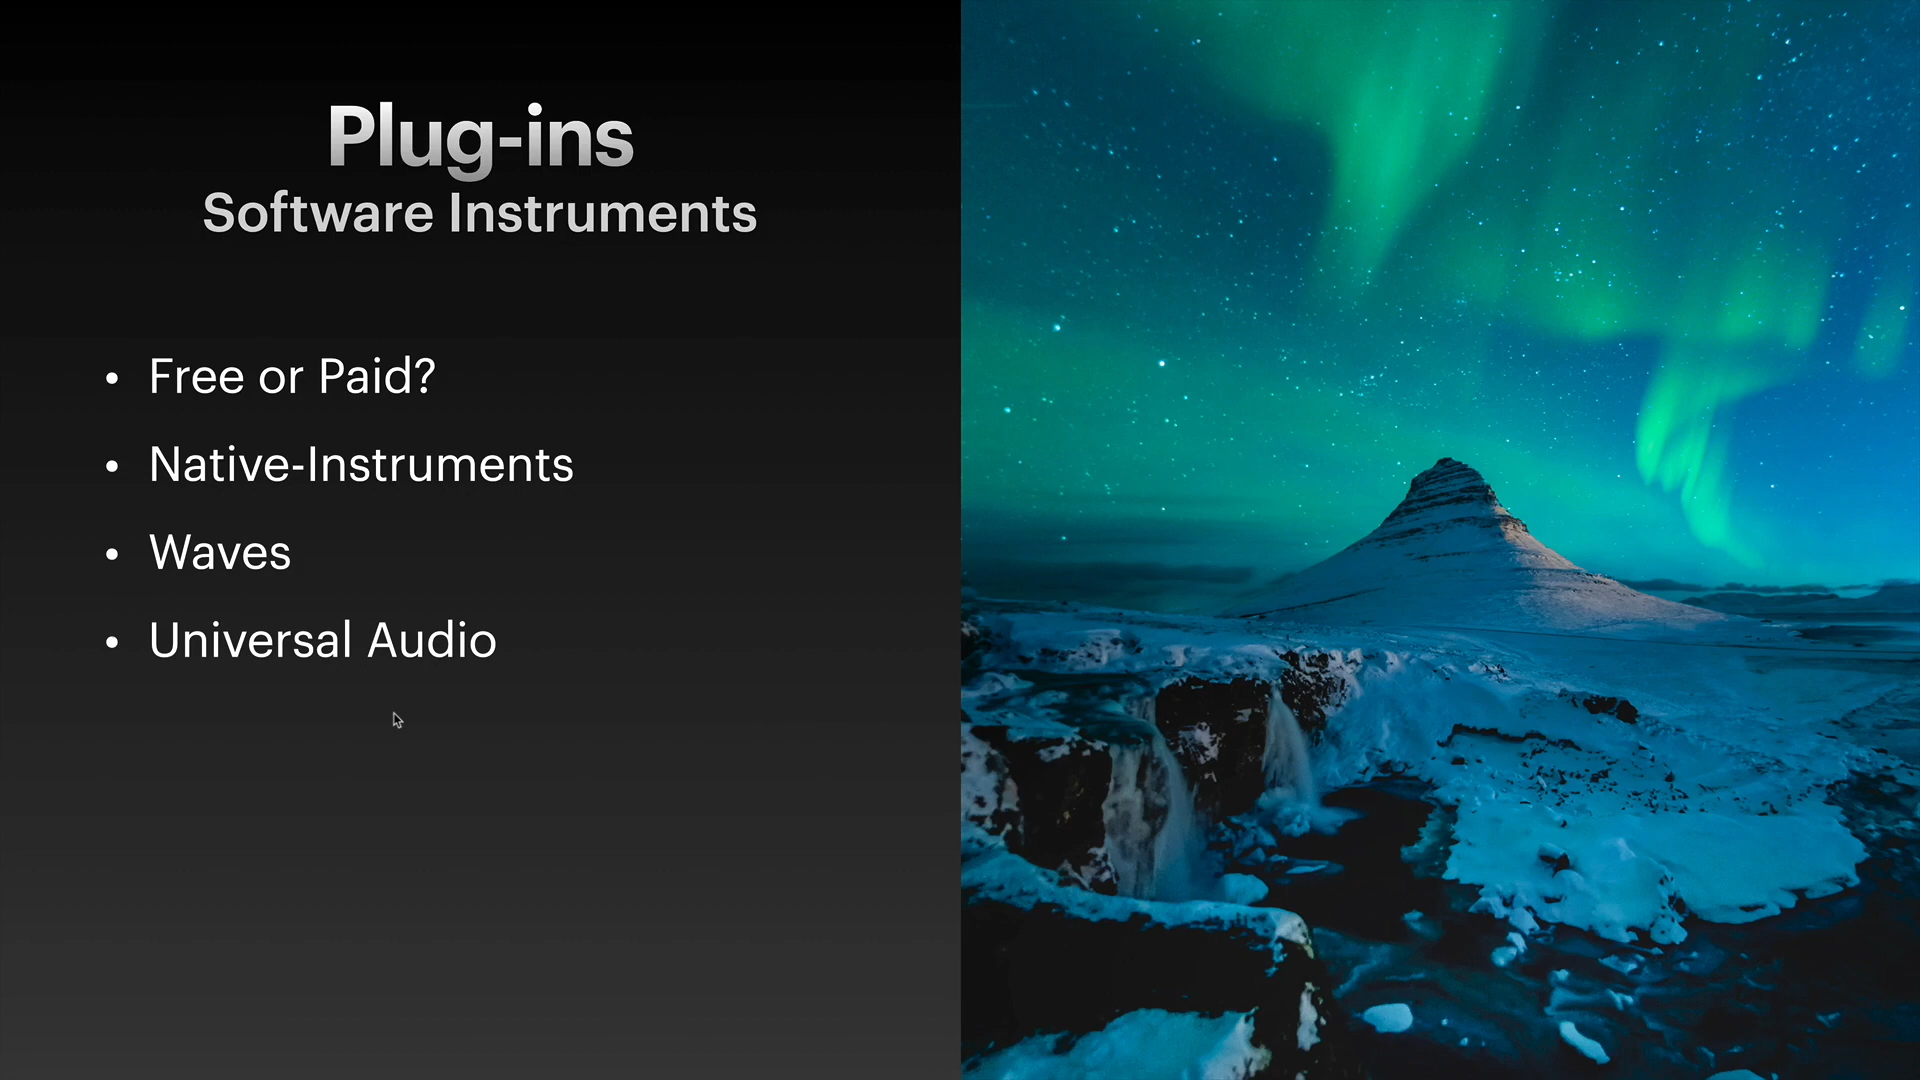 Plug-ins
Software Instruments
• Free or Paid?
• Native-Instruments
• Waves
• Universal Audio